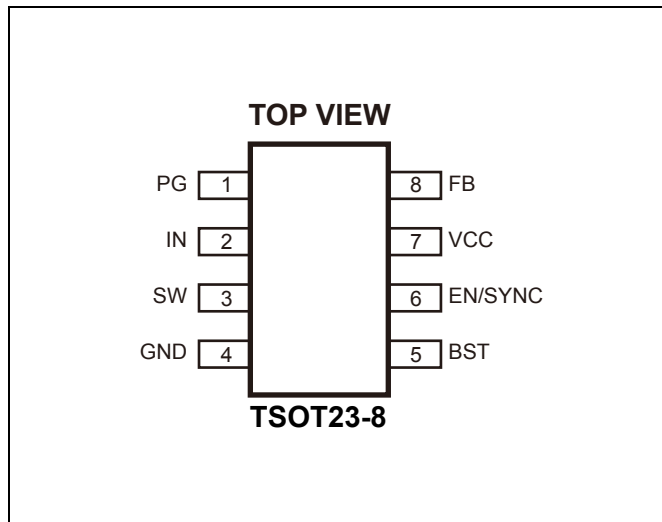 TOP VIEW
PG 1 8 FB
IN 2 7 VCC
SW 3 6 EN/SYNC
GND 4 5 BST
TSOT23-8